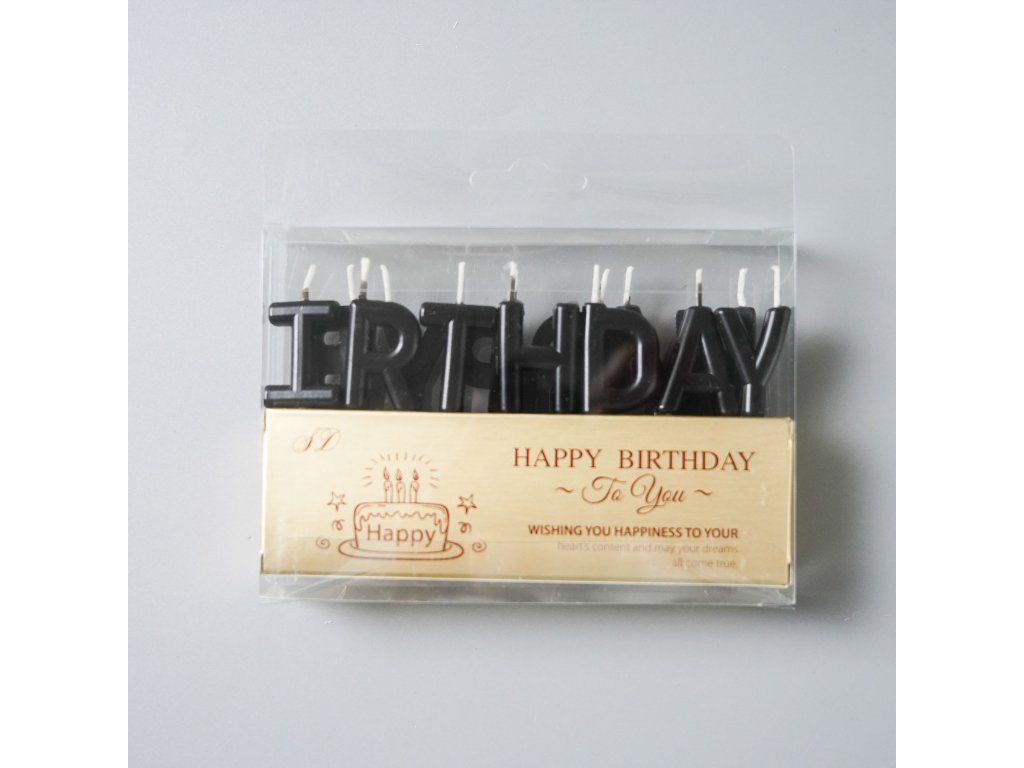 IRTHDAY
SD
HAPPY BIRTHDAY
~ To You ~
Happy
WISHING YOU HAPPINESS TO YOUR
heart's content and may your dreams
all come true.